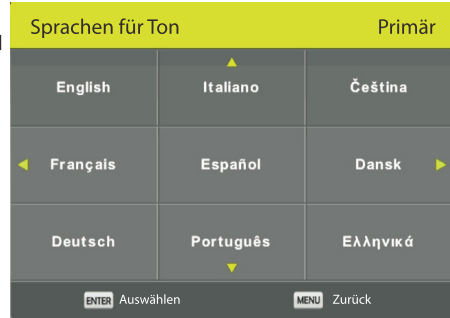 Sprachen für Ton Primär
English Italiano Čeština
Français Español Dansk
Deutsch Português Ελληνικά
ENTER Auswählen MENU Zurück